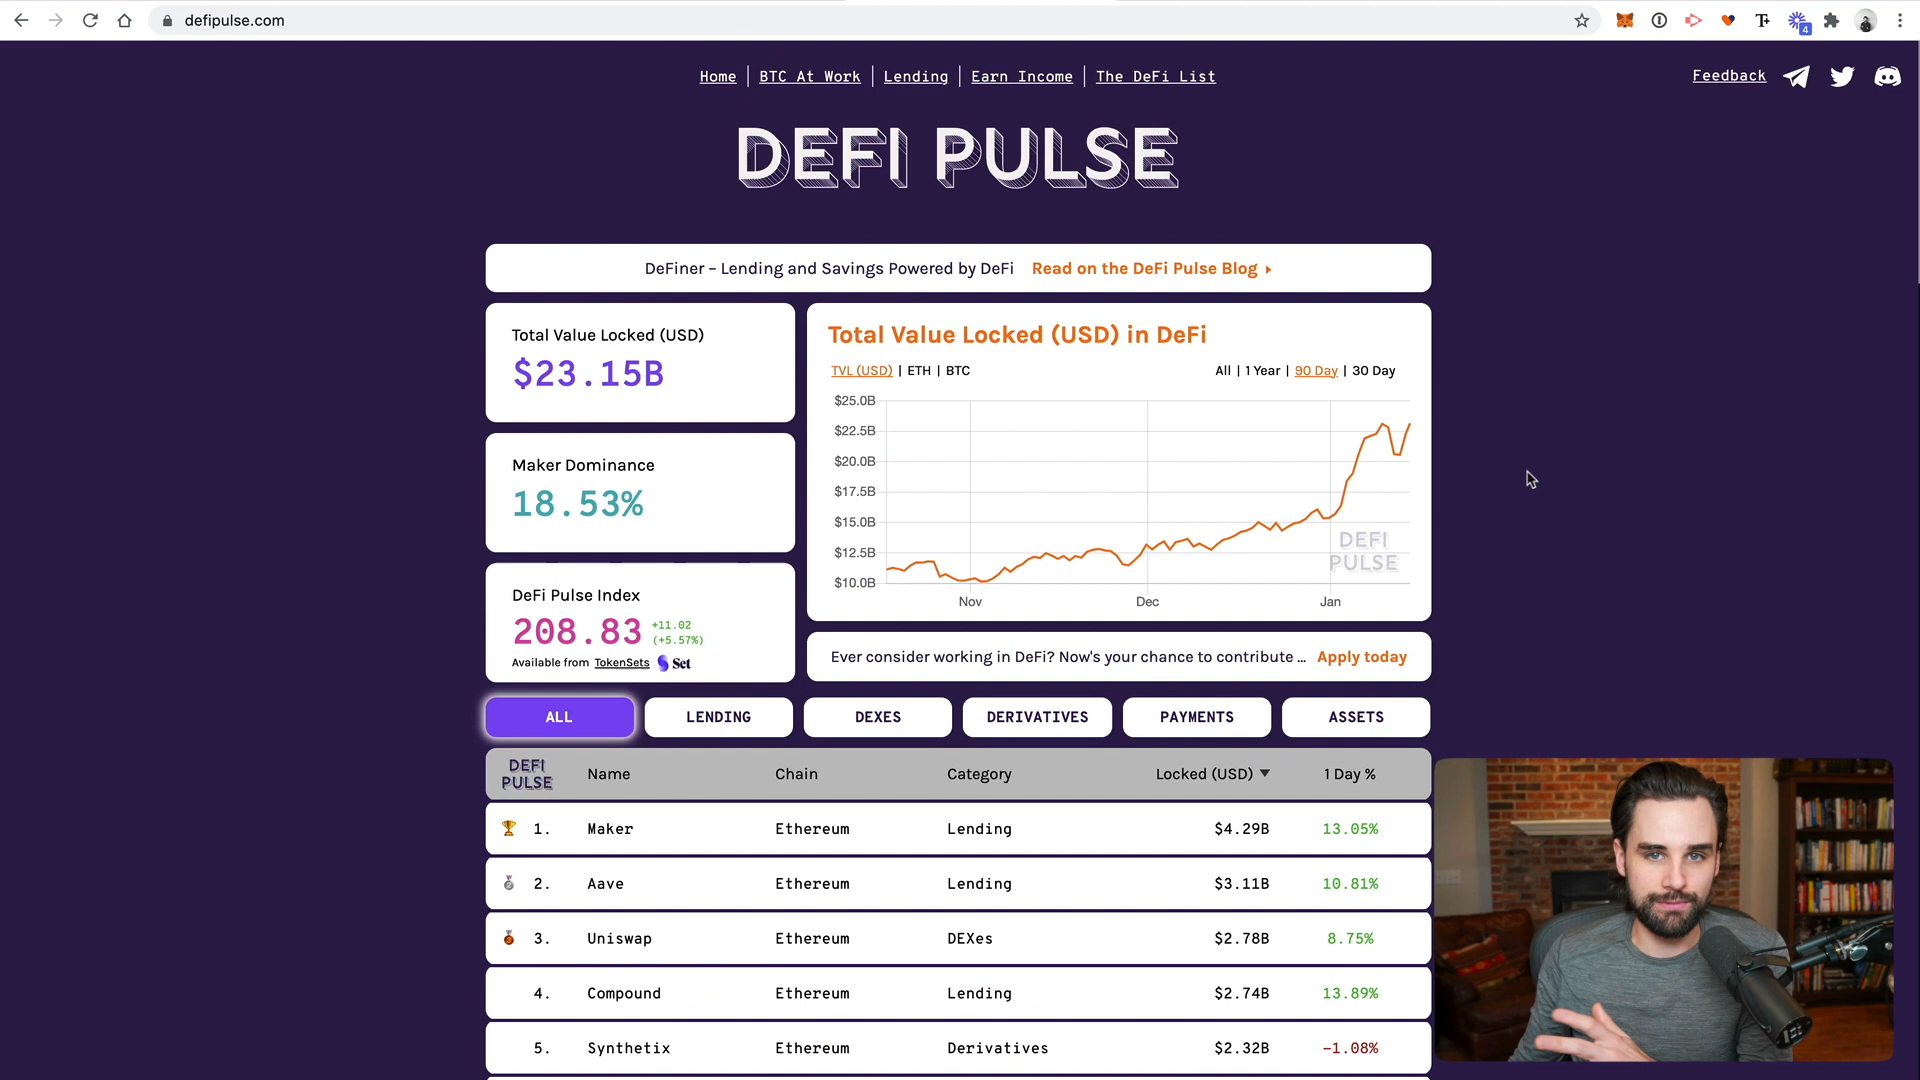 defipulse.com
4
Home | BTC At Work | Lending | Earn Income | The DeFi List
Feedback
DEFI PULSE
DeFiner – Lending and Savings Powered by DeFi Read on the DeFi Pulse Blog
Total Value Locked (USD)
$23.15B
Maker Dominance
18.53%
DeFi Pulse Index
208.83 +11.02
(+5.57%)
Available from TokenSets Set
Total Value Locked (USD) in DeFi
TVL (USD) | ETH | BTC All | 1 Year | 90 Day | 30 Day
$25.0B
$22.5B
$20.0B
$17.5B
$15.0B
$12.5B
$10.0B
Nov Dec Jan
DEFI
PULSE
Ever consider working in DeFi? Now's your chance to contribute ... Apply today
ALL LENDING DEXES DERIVATIVES PAYMENTS ASSETS
DEFI
PULSE
Name Chain Category Locked (USD) 1 Day %
1. Maker Ethereum Lending $4.29B 13.05%
2. Aave Ethereum Lending $3.11B 10.81%
3. Uniswap Ethereum DEXes $2.78B 8.75%
4. Compound Ethereum Lending $2.74B 13.89%
5. Synthetix Ethereum Derivatives $2.32B -1.08%